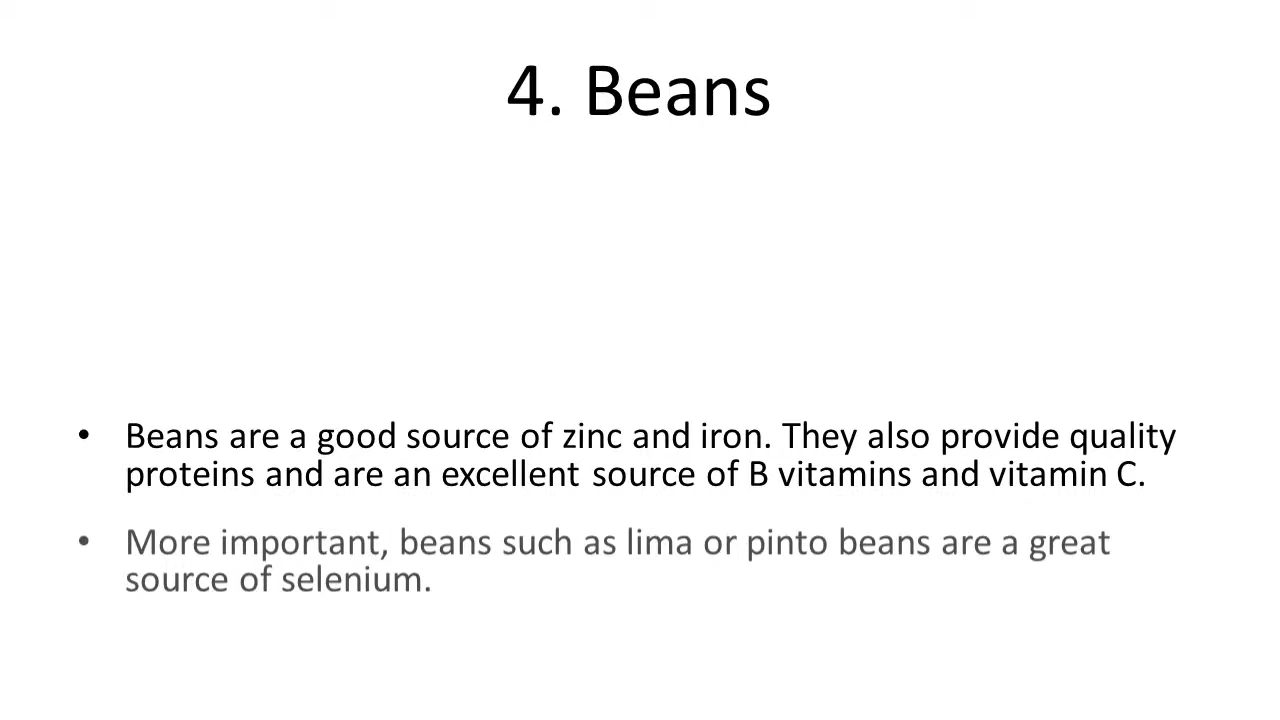 4. Beans
• Beans are a good source of zinc and iron. They also provide quality
proteins and are an excellent source of B vitamins and vitamin C.
• More important, beans such as lima or pinto beans are a great
source of selenium.